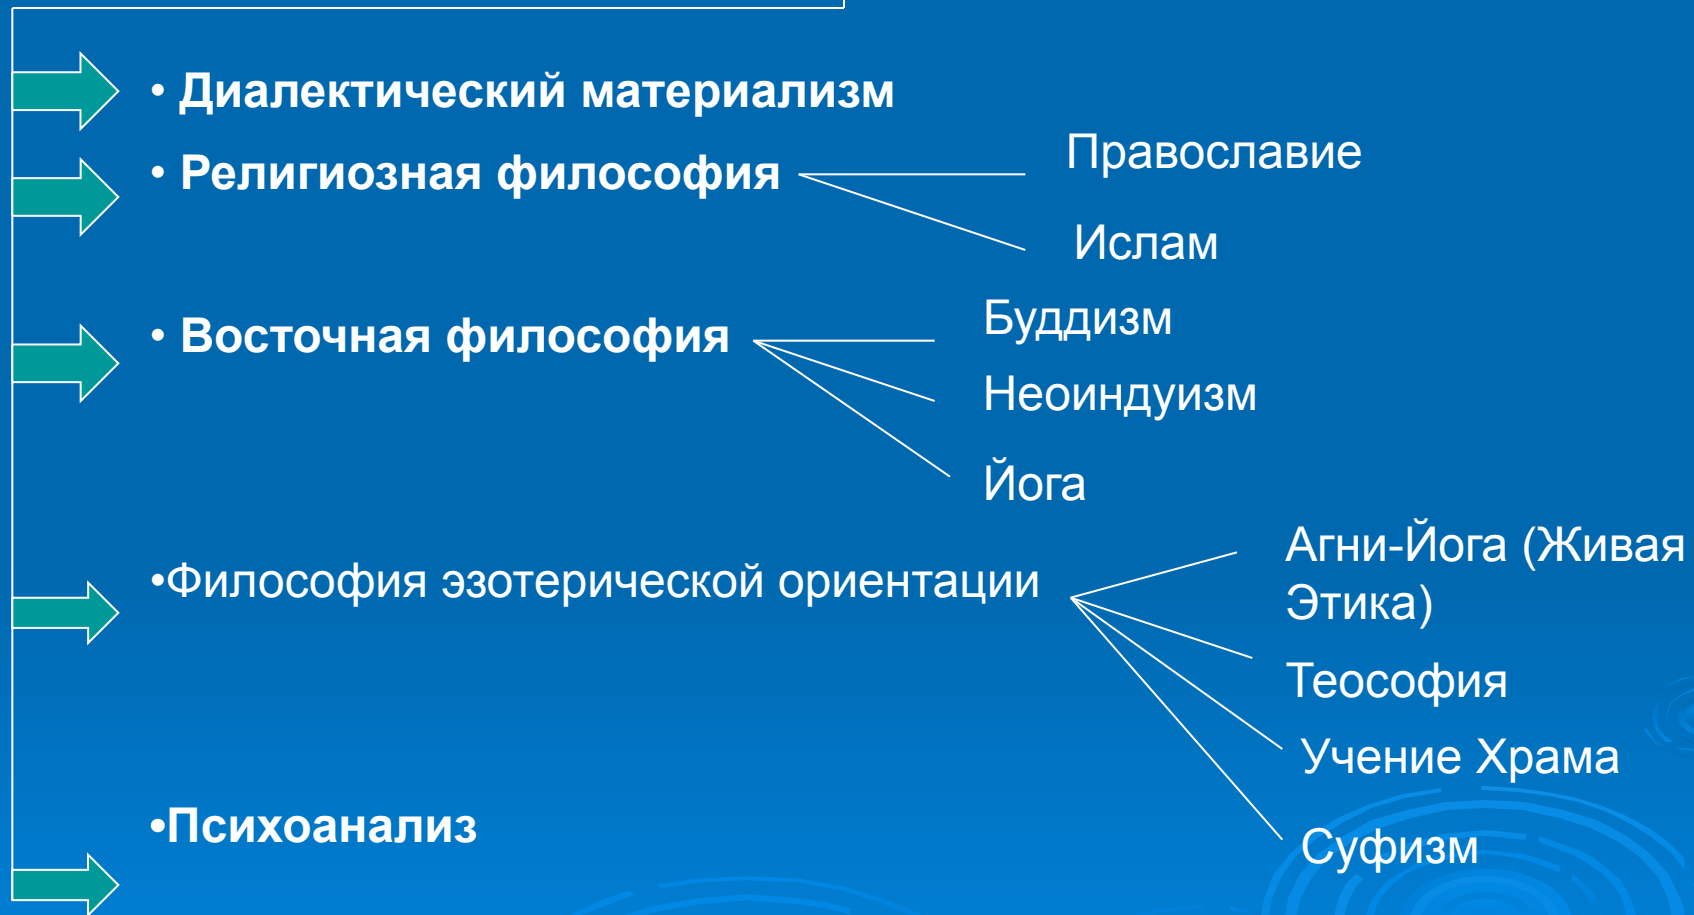 • Диалектический материализм
• Религиозная философия
Православие
Ислам
• Восточная философия
Буддизм
Неоиндуизм
Йога
•Философия эзотерической ориентации
Агни-Йога (Живая
Этика)
Теософия
Учение Храма
Суфизм
•Психоанализ